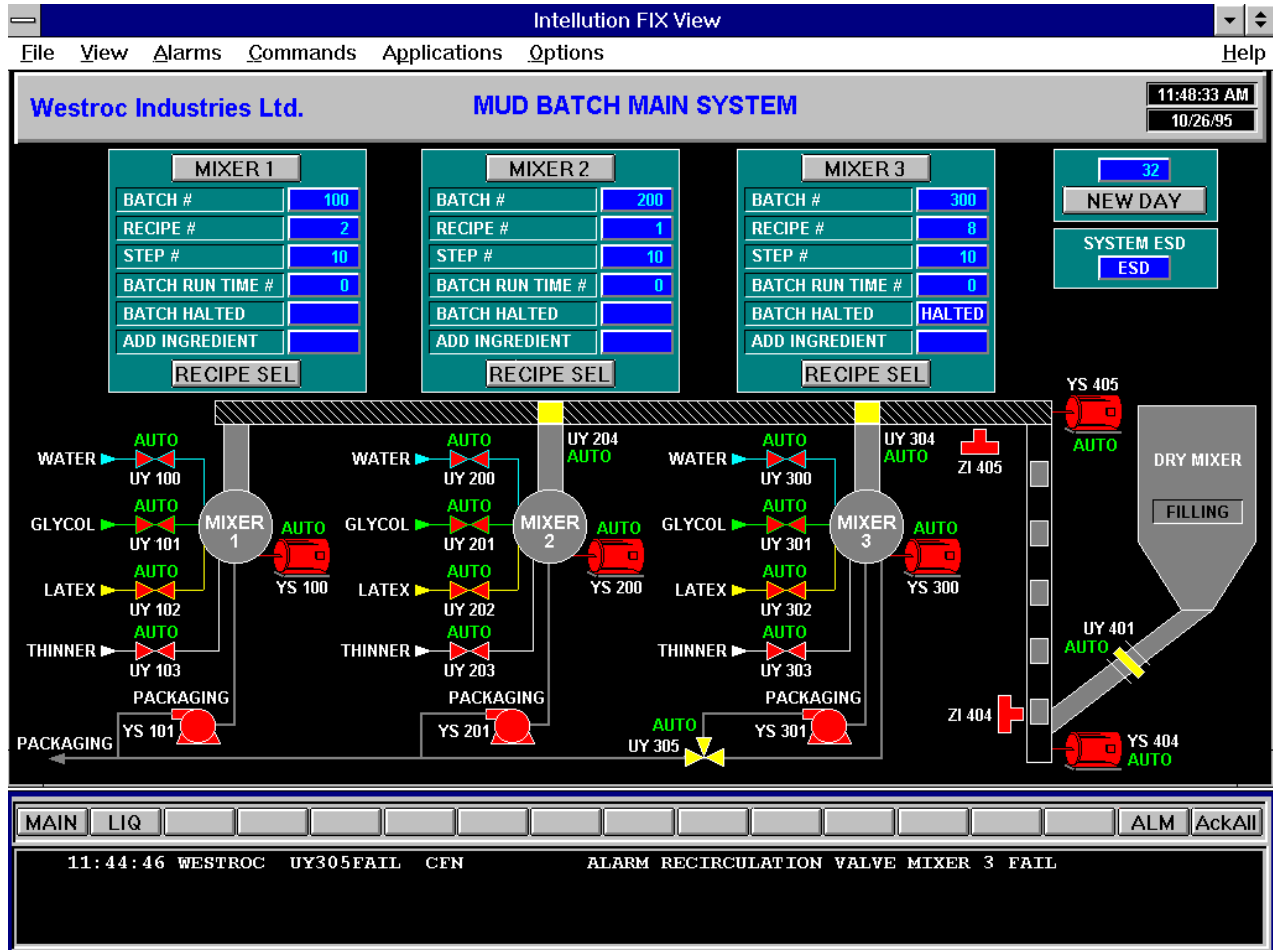 Intellution FIX View
File View Alarms Commands Applications Options Help
Westroc Industries Ltd.
MUD BATCH MAIN SYSTEM
11:48:33 AM
10/26/95
MIXER 1
BATCH # 100
RECIPE # 2
STEP # 10
BATCH RUN TIME # 0
BATCH HALTED
ADD INGREDIENT
RECIPE SEL
MIXER 2
BATCH # 200
RECIPE # 1
STEP # 10
BATCH RUN TIME # 0
BATCH HALTED
ADD INGREDIENT
RECIPE SEL
MIXER 3
BATCH # 300
RECIPE # 8
STEP # 10
BATCH RUN TIME # 0
BATCH HALTED HALTED
ADD INGREDIENT
RECIPE SEL
32
NEW DAY
SYSTEM ESD
ESD
AUTO
WATER
UY 100
AUTO
GLYCOL
UY 101
AUTO
LATEX
UY 102
AUTO
THINNER
UY 103
MIXER
1
AUTO
YS 100
PACKAGING
YS 101
PACKAGING
UY 204
AUTO
AUTO
WATER
UY 200
AUTO
GLYCOL
UY 201
AUTO
LATEX
UY 202
AUTO
THINNER
UY 203
MIXER
2
AUTO
YS 200
PACKAGING
YS 201
UY 304
AUTO
AUTO
WATER
UY 300
AUTO
GLYCOL
UY 301
AUTO
LATEX
UY 302
AUTO
THINNER
UY 303
MIXER
3
AUTO
YS 300
PACKAGING
YS 301
AUTO
UY 305
YS 405
AUTO
ZI 405
DRY MIXER
FILLING
UY 401
AUTO
ZI 404
YS 404
AUTO
MAIN LIQ ALM AckAll
11:44:46 WESTROC UY305FAIL CFN ALARM RECIRCULATION VALVE MIXER 3 FAIL